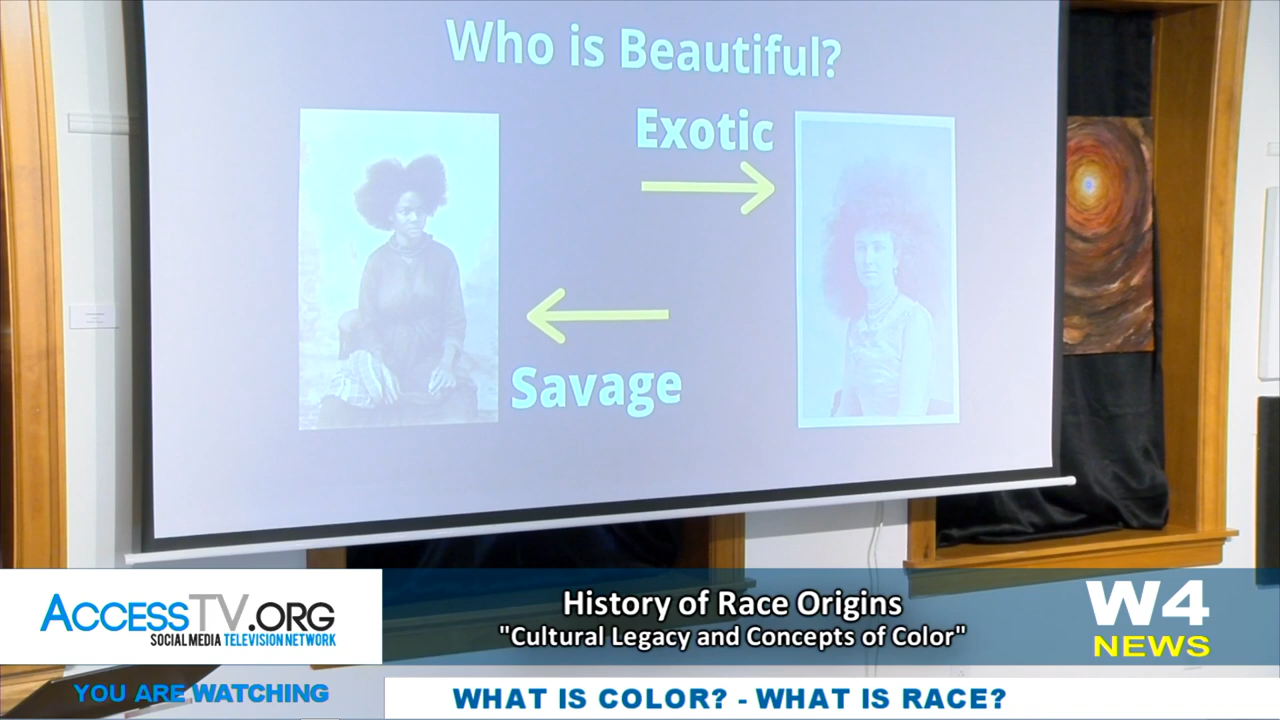 Who is Beautiful?
Exotic
Savage
ACCESSTV.ORG
SOCIAL MEDIA TELEVISION NETWORK
History of Race Origins
"Cultural Legacy and Concepts of Color"
W4
NEWS
YOU ARE WATCHING
WHAT IS COLOR? - WHAT IS RACE?